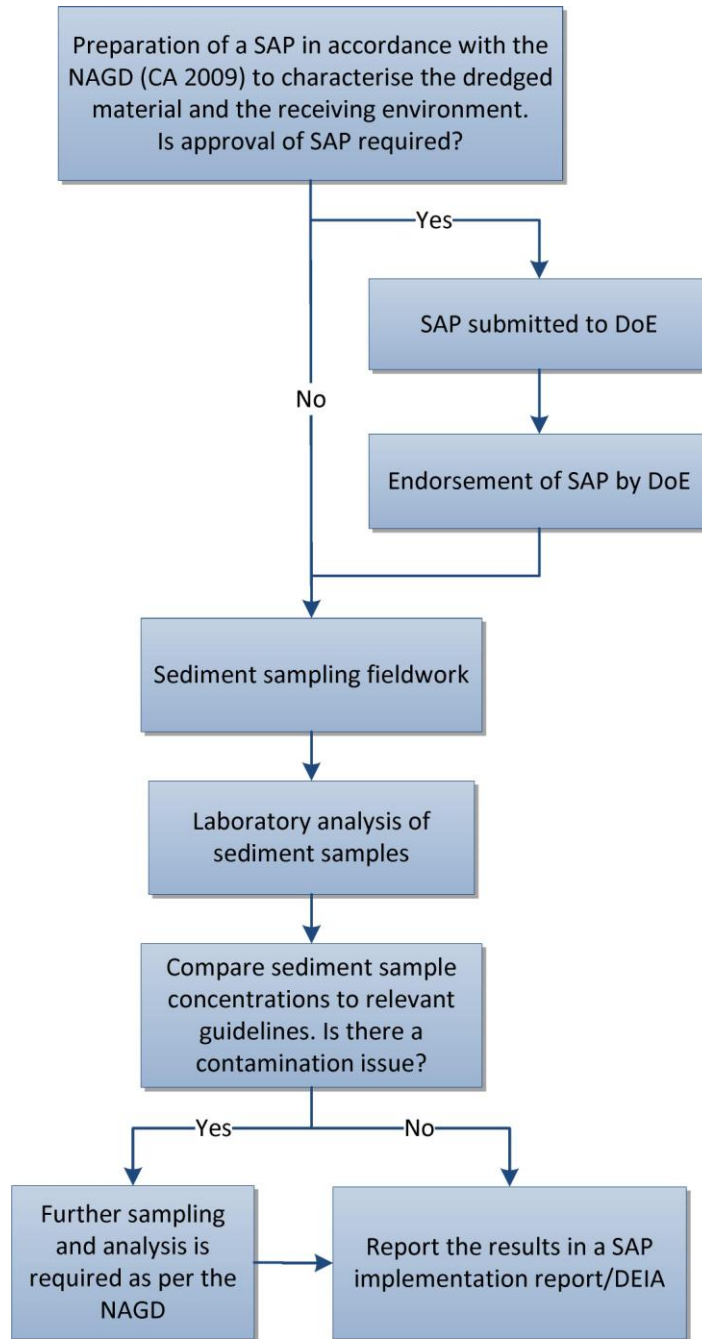 Preparation of a SAP in accordance with the
NAGD (CA 2009) to characterise the dredged
material and the receiving environment.
Is approval of SAP required?
Yes
SAP submitted to DoE
No
Endorsement of SAP by DoE
Sediment sampling fieldwork
Laboratory analysis of
sediment samples
Compare sediment sample
concentrations to relevant
guidelines. Is there a
contamination issue?
Yes
No
Further sampling
and analysis is
required as per the
NAGD
Report the results in a SAP
implementation report/DEIA